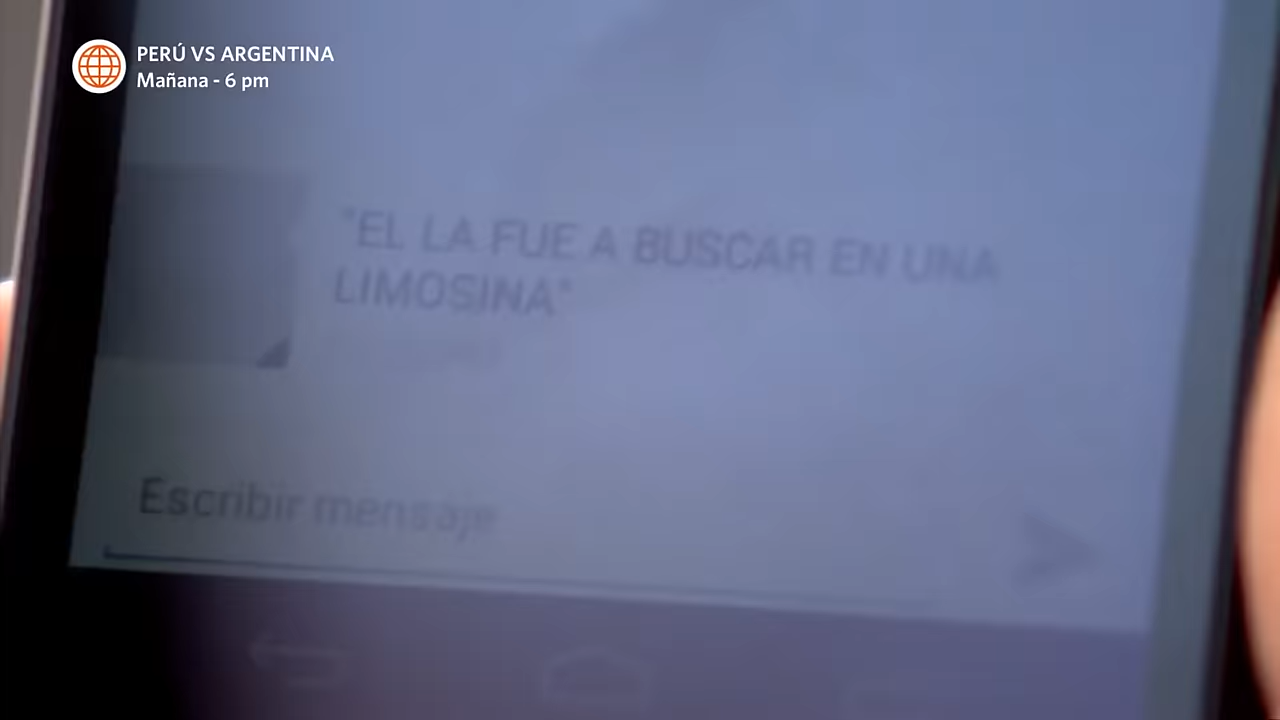 PERÚ VS ARGENTINA
Mañana - 6 pm
"EL LA FUE A BUSCAR EN UNA
LIMOSINA"
Escribir mensaje